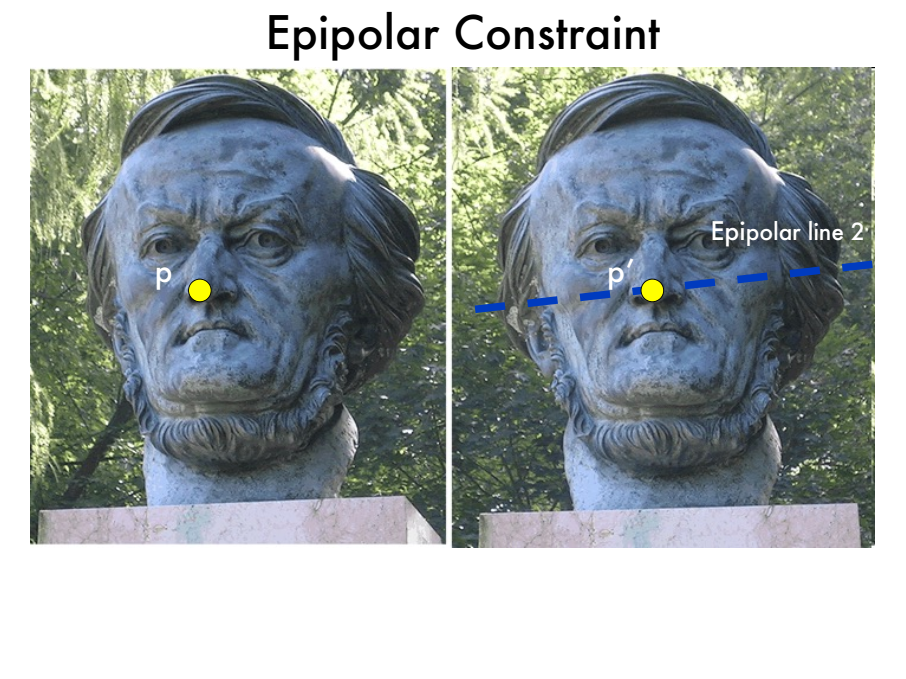 Epipolar Constraint
Epipolar line 2
p
p′